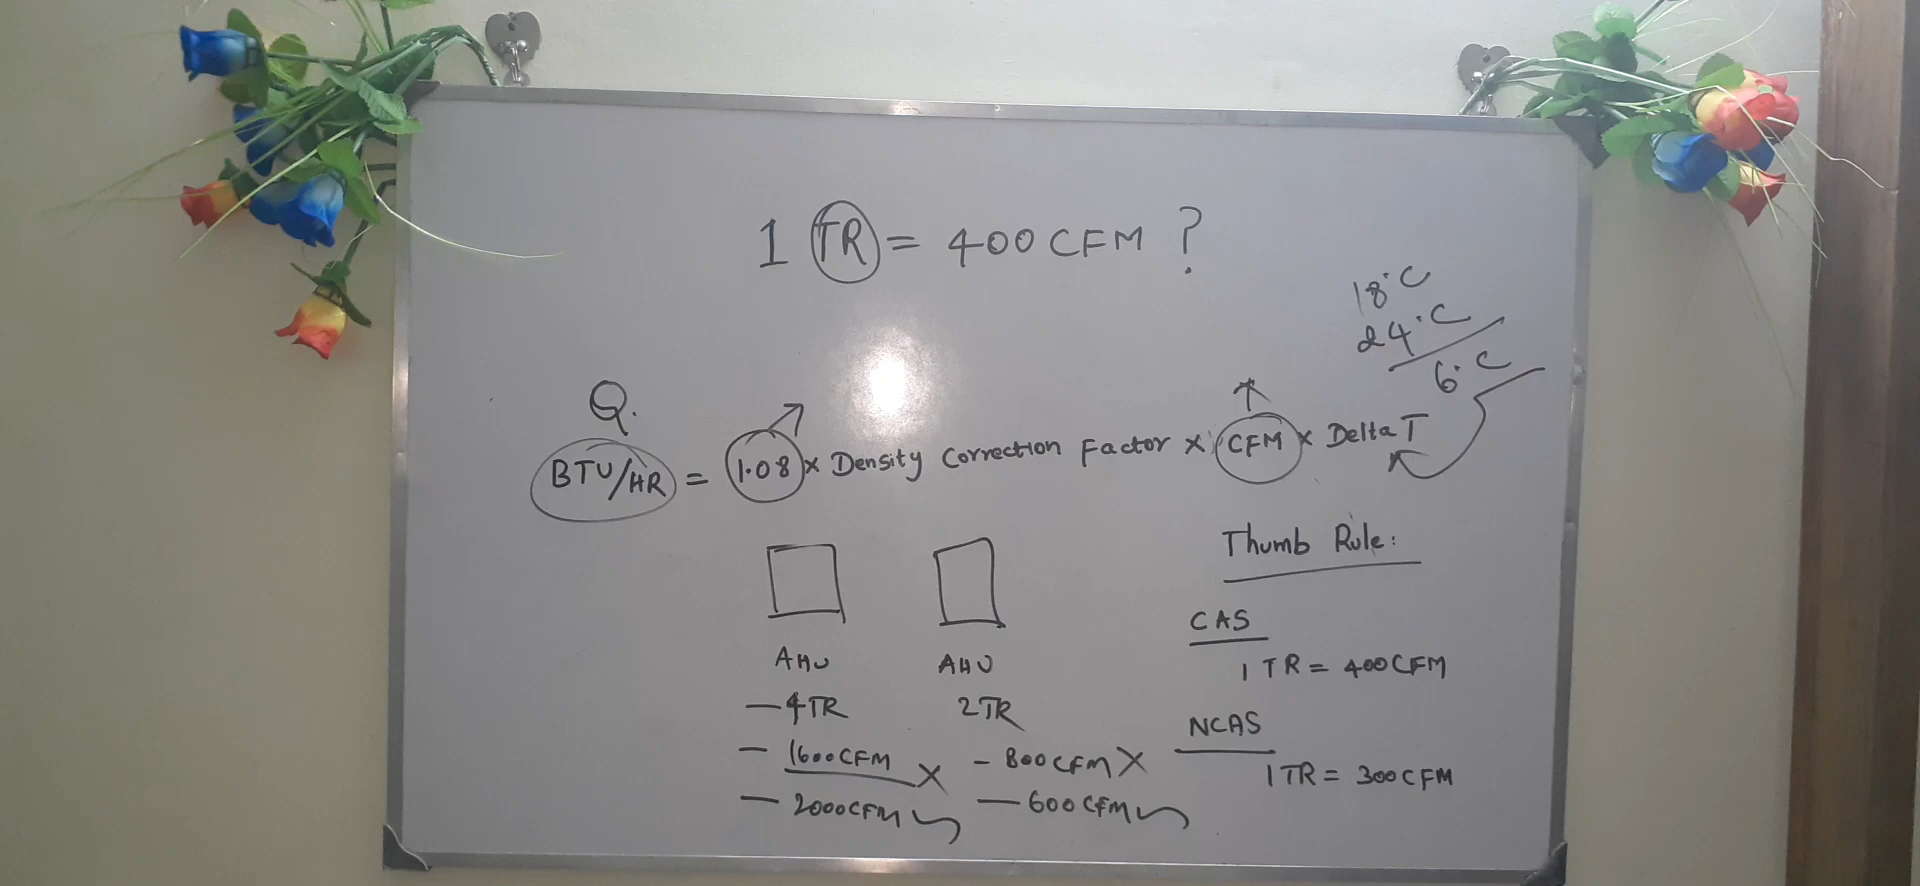 1 TR = 400 CFM ?
18°C
24°C
6°C
Q.
BTU/HR = 1.08 x Density Correction Factor x CFM x Delta T
Thumb Rule:
CAS
1 TR = 400 CFM
NCAS
1 TR = 300 CFM
AHU
- 4TR
- 1600 CFM X
- 2000 CFM
AHU
2TR
- 800 CFM X
- 600 CFM